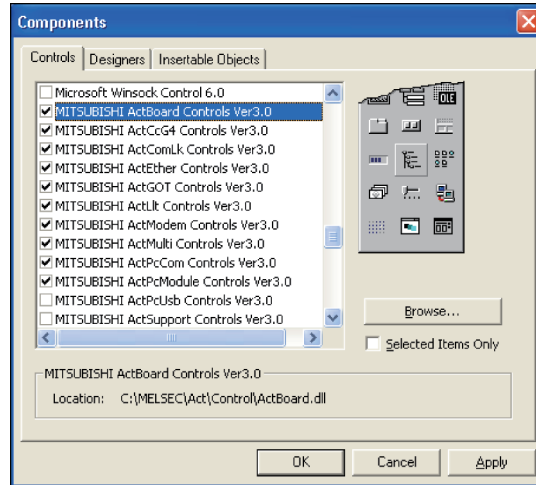 Components
Controls Designers Insertable Objects
Microsoft Winsock Control 6.0
MITSUBISHI ActBoard Controls Ver3.0
MITSUBISHI ActCcG4 Controls Ver3.0
MITSUBISHI ActComLk Controls Ver3.0
MITSUBISHI ActEther Controls Ver3.0
MITSUBISHI ActGOT Controls Ver3.0
MITSUBISHI ActLlt Controls Ver3.0
MITSUBISHI ActModem Controls Ver3.0
MITSUBISHI ActMulti Controls Ver3.0
MITSUBISHI ActPcCom Controls Ver3.0
MITSUBISHI ActPcModule Controls Ver3.0
MITSUBISHI ActPcUsb Controls Ver3.0
MITSUBISHI ActSupport Controls Ver3.0
OLE
Browse...
Selected Items Only
MITSUBISHI ActBoard Controls Ver3.0
Location: C:\MELSEC\Act\Control\ActBoard.dll
OK Cancel Apply